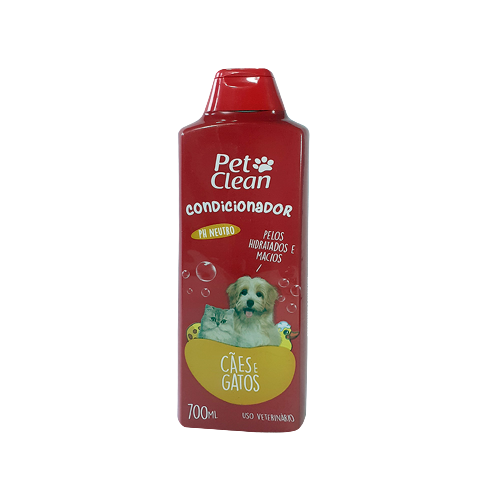 Pet
Clean
CONDICIONADOR
PH NEUTRO
PELOS
HIDRATADOS E
MACIOS
CÃES E
GATOS
700ML
USO VETERINÁRIO